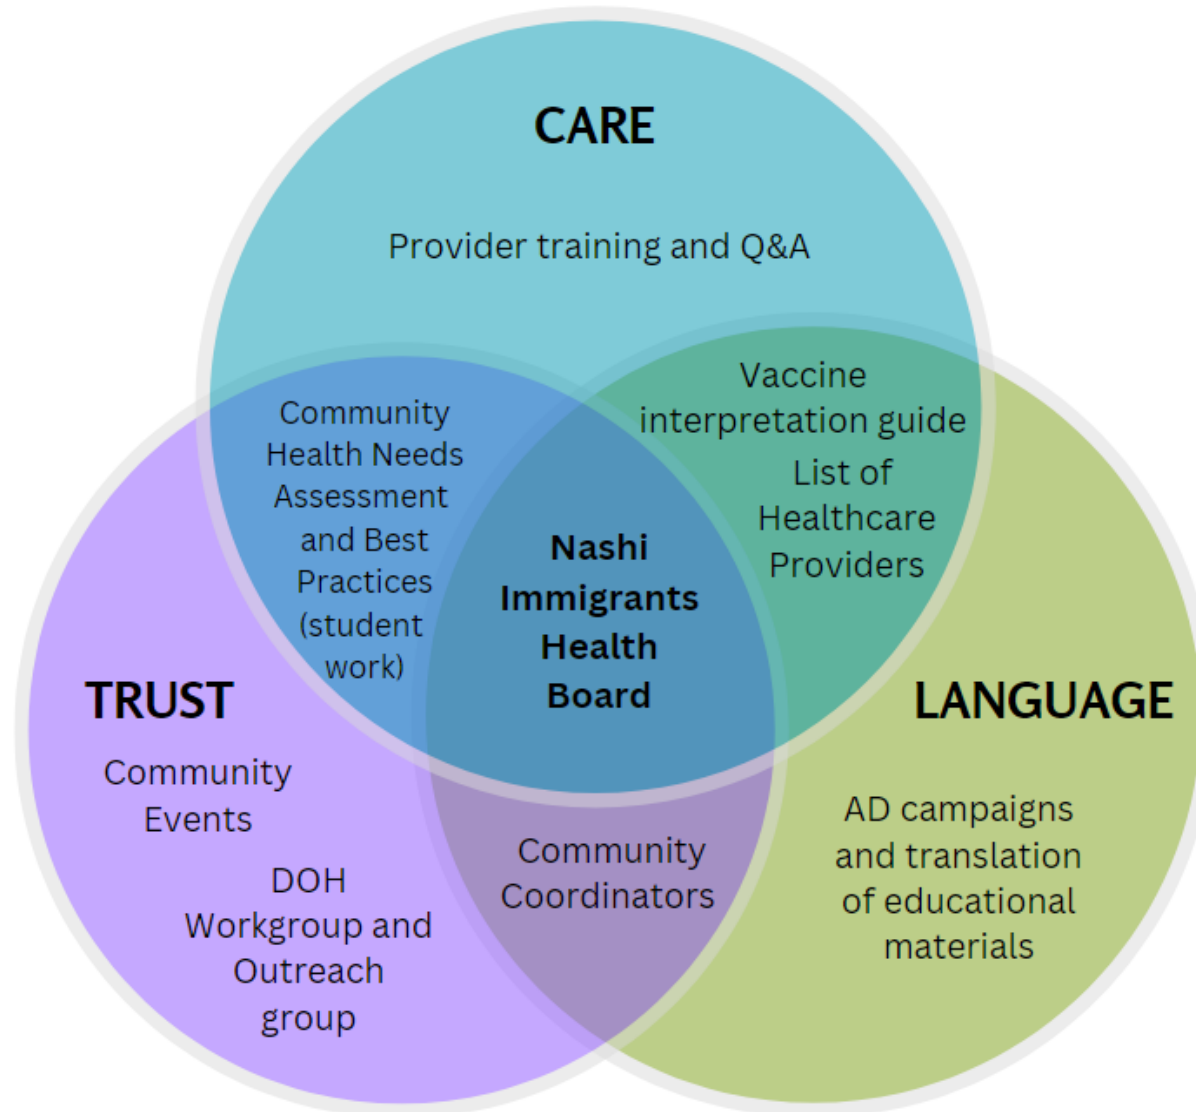 CARE
Provider training and Q&A
Community
Health Needs
Assessment
and Best
Practices
(student
work)
Vaccine
interpretation guide
List of
Healthcare
Providers
Nashi
Immigrants
Health
Board
TRUST
Community
Events
DOH
Workgroup and
Outreach
group
Community
Coordinators
LANGUAGE
AD campaigns
and translation
of educational
materials